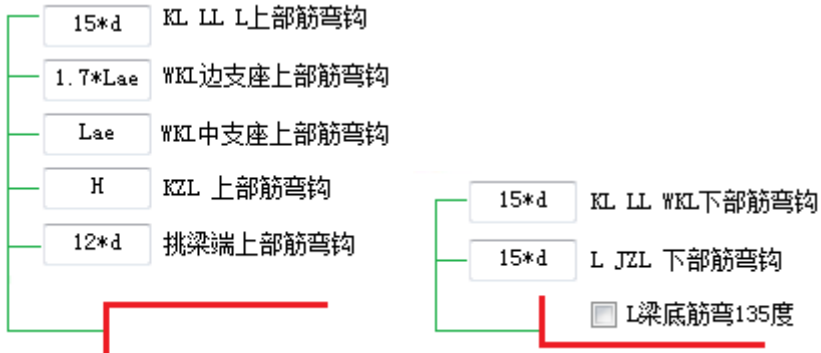 15*d KL LL L上部筋弯钩
1.7*Lae WKL边支座上部筋弯钩
Lae WKL中支座上部筋弯钩
H KZL 上部筋弯钩
12*d 挑梁端上部筋弯钩
15*d KL LL WKL下部筋弯钩
15*d L JZL 下部筋弯钩
L梁底筋弯135度